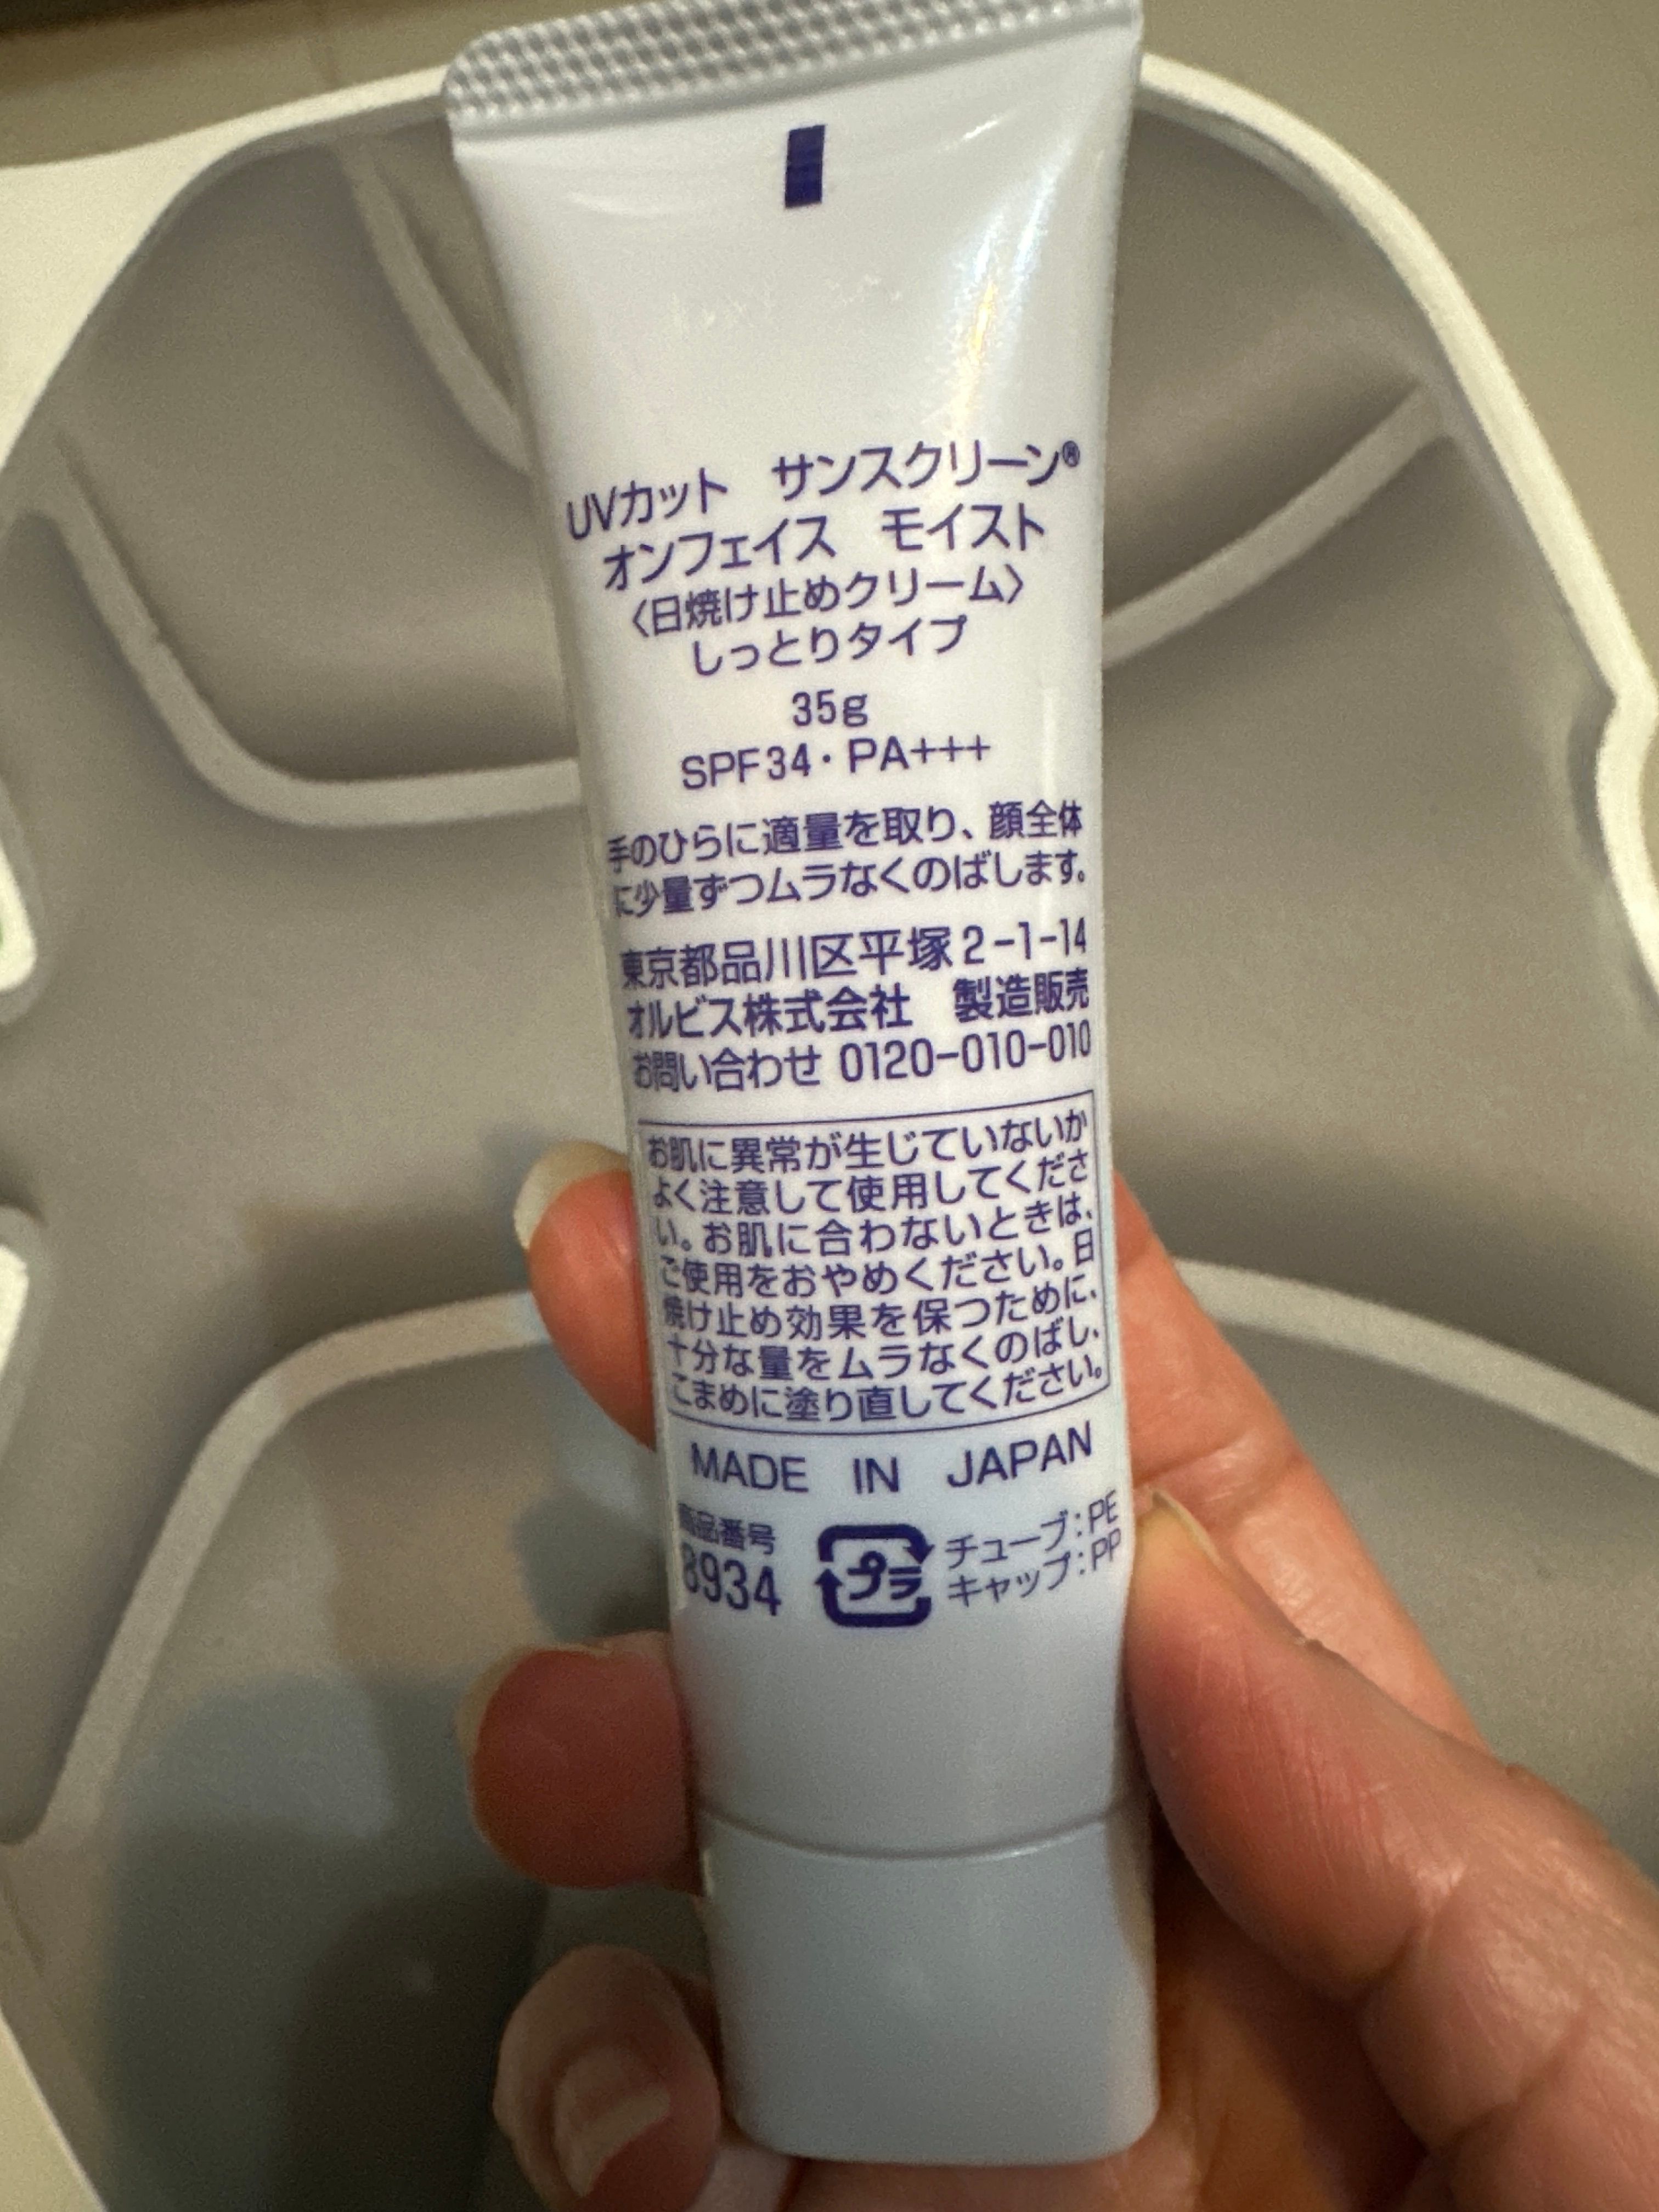 UVカット　サンスクリーン®
オンフェイス　モイスト
〈日焼け止めクリーム〉
しっとりタイプ
35g
SPF34・PA+++
手のひらに適量を取り、顔全体
に少量ずつムラなくのばします。
東京都品川区平塚2-1-14
オルビス株式会社　製造販売
お問い合わせ 0120-010-010
お肌に異常が生じていないか
よく注意して使用してくださ
い。お肌に合わないときは、
ご使用をおやめください。日
焼け止め効果を保つために、
十分な量をムラなくのばし、
こまめに塗り直してください。
MADE IN JAPAN
商品番号
8934
プラ
チューブ：PE
キャップ：PP